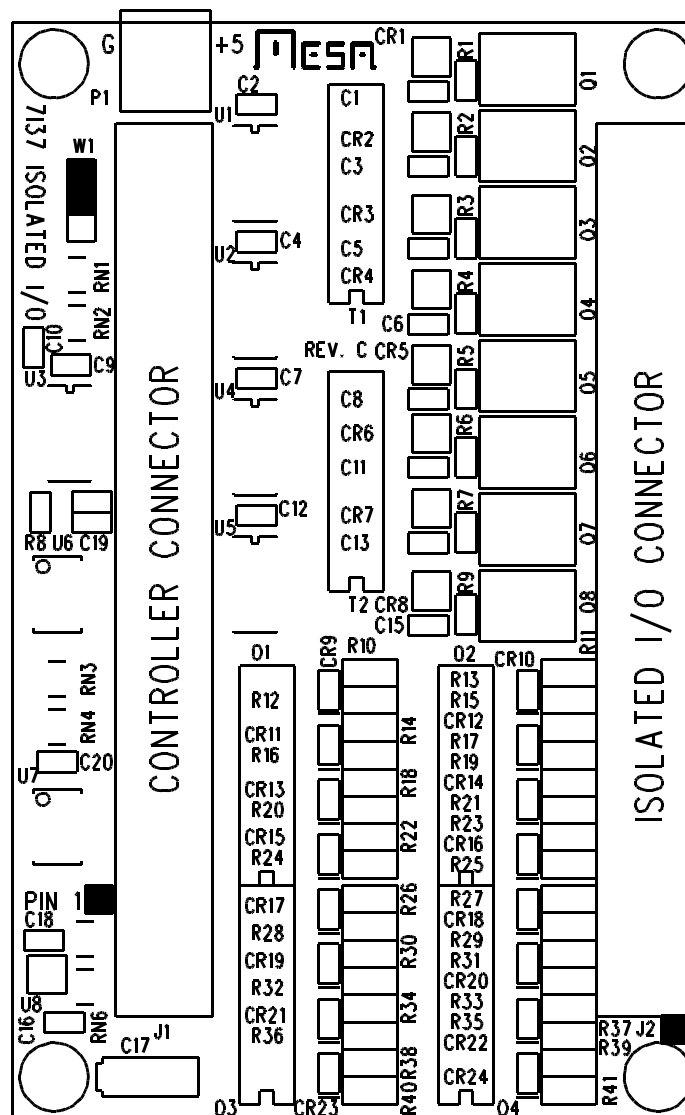 G
+5
MESA
CR1
P1
C2
U1
C1
R1
Q1
7137 ISOLATED I/O
W1
CR2
C3
R2
Q2
CR3
R3
Q3
U2
C4
C5
RN1
CR4
R4
Q4
RN2
T1
C6
C10
REV. C
CR5
U3
C9
U4
C7
R5
Q5
C8
CR6
R6
Q6
C11
U5
C12
CR7
R7
Q7
C13
R8
U6
C19
T2
CR8
R9
Q8
C15
CONTROLLER CONNECTOR
ISOLATED I/O CONNECTOR
O1
CR9
R10
O2
CR10
R11
RN3
R12
R13
R15
RN4
CR11
R16
R14
CR12
R17
R19
U7
C20
CR13
R20
R18
CR14
R21
R23
CR15
R24
R22
CR16
R25
PIN 1
CR17
R26
R27
CR18
C18
R28
R29
CR19
R30
R31
U8
R32
CR20
C16
RN6
CR21
R34
R33
R36
R35
J1
R37
J2
C17
R38
CR22
R39
CR24
R41
O3
CR23
R40
O4